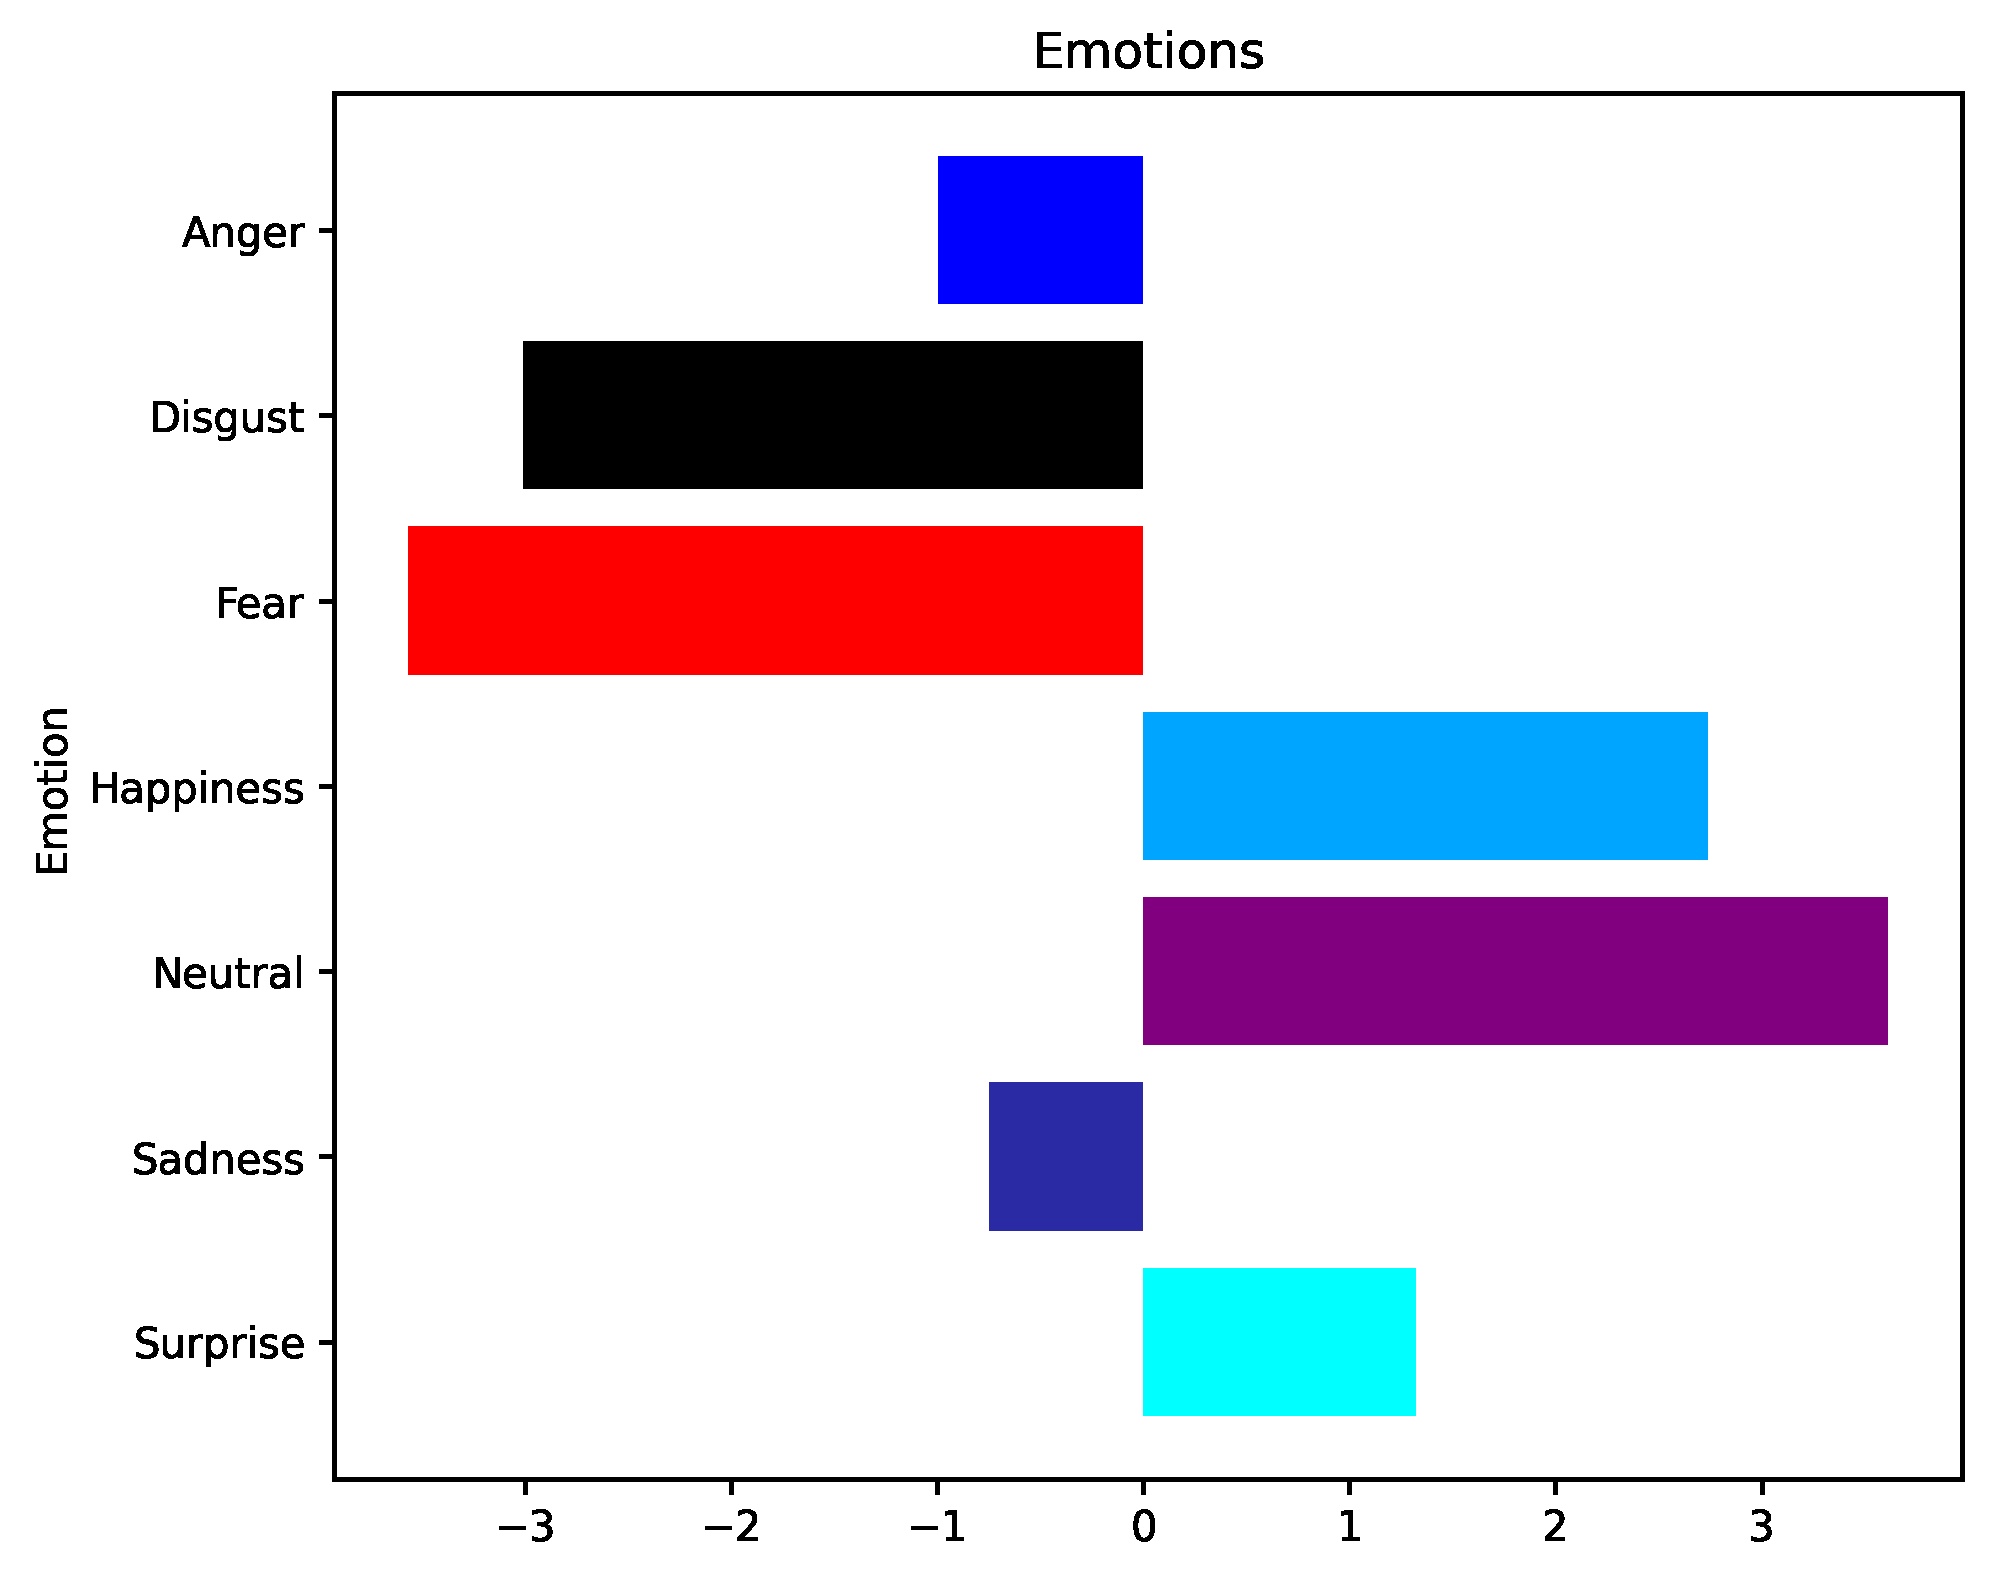 Emotions
Anger
Disgust
Fear
Happiness
Neutral
Sadness
Surprise
Emotion
−3 −2 −1 0 1 2 3